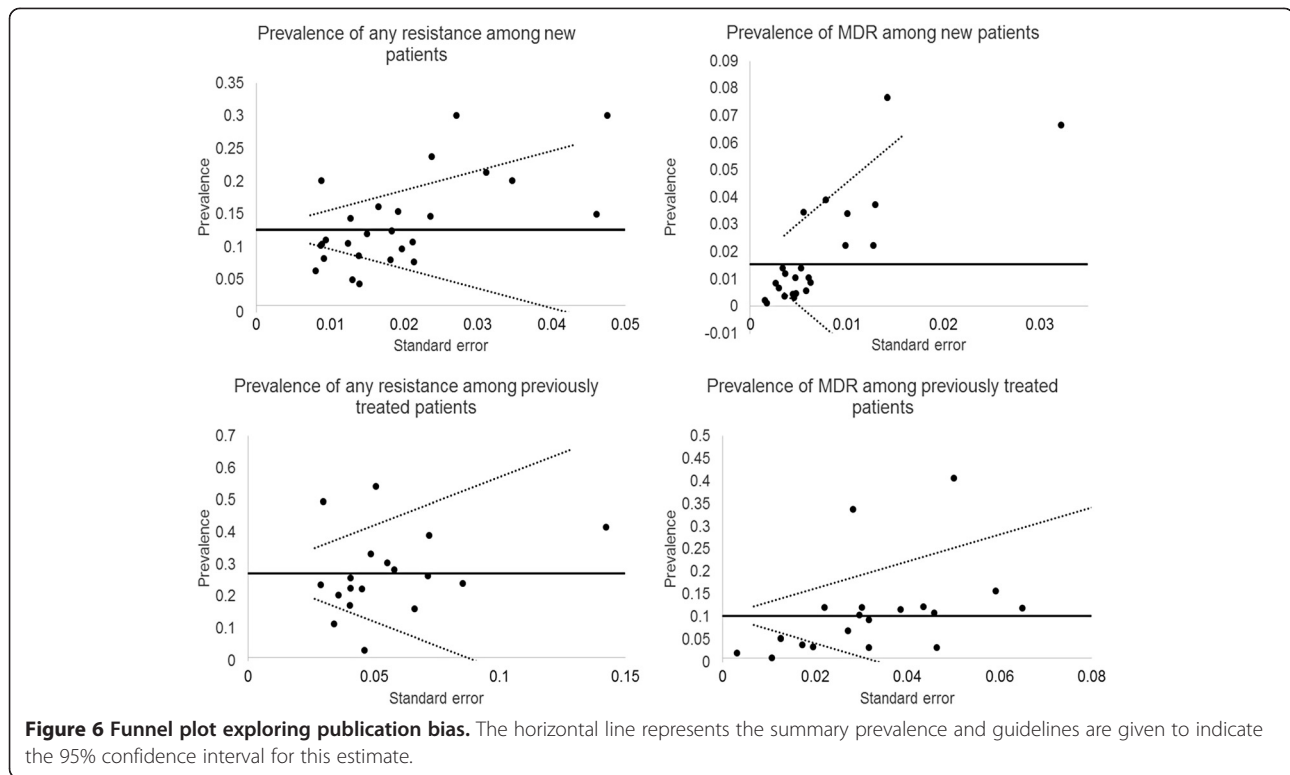 Prevalence of any resistance among new
patients
0.35
0.3
0.25
0.2
0.15
0.1
0.05
0
Prevalence
0 0.01 0.02 0.03 0.04 0.05
Standard error
Prevalence of MDR among new patients
0.09
0.08
0.07
0.06
0.05
0.04
0.03
0.02
0.01
0
-0.01
Prevalence
0 0.01 0.02 0.03
Standard error
Prevalence of any resistance among previously
treated patients
0.7
0.6
0.5
0.4
0.3
0.2
0.1
0
Prevalence
0 0.05 0.1 0.15
Standard error
Prevalence of MDR among previously treated
patients
0.5
0.45
0.4
0.35
0.3
0.25
0.2
0.15
0.1
0.05
0
Prevalence
0 0.02 0.04 0.06 0.08
Standard error
Figure 6 Funnel plot exploring publication bias. The horizontal line represents the summary prevalence and guidelines are given to indicate
the 95% confidence interval for this estimate.